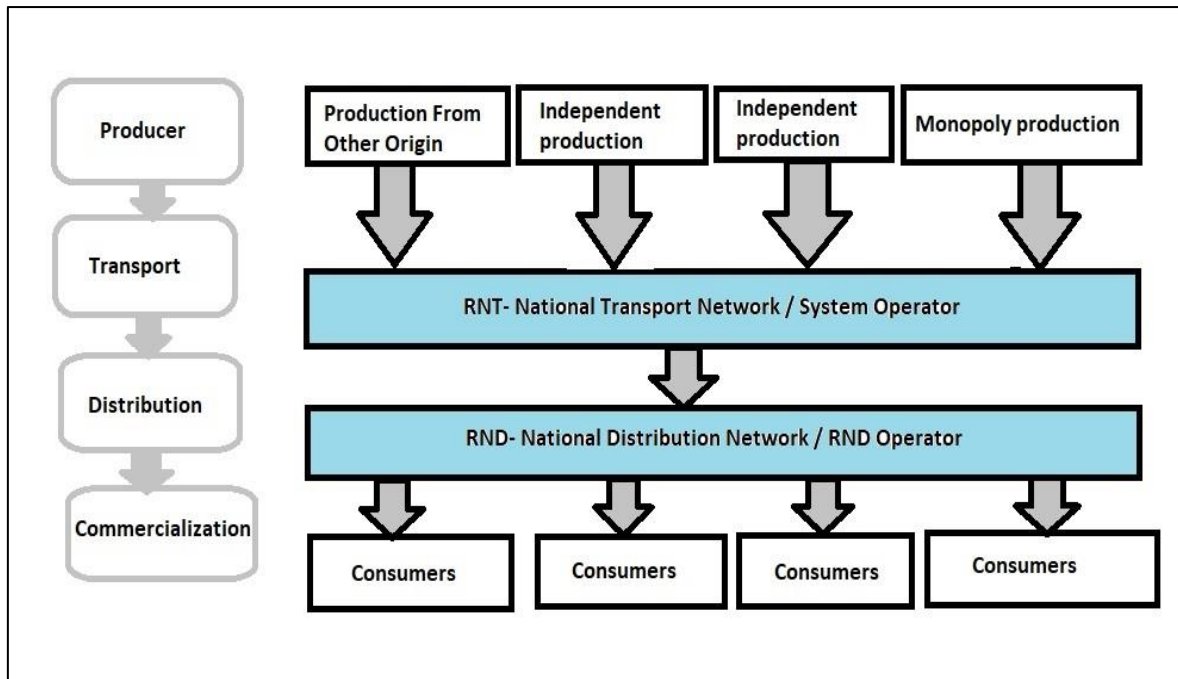 Producer
Transport
Distribution
Commercialization
Production From
Other Origin
Independent
production
Independent
production
Monopoly production
RNT- National Transport Network / System Operator
RND- National Distribution Network / RND Operator
Consumers
Consumers
Consumers
Consumers